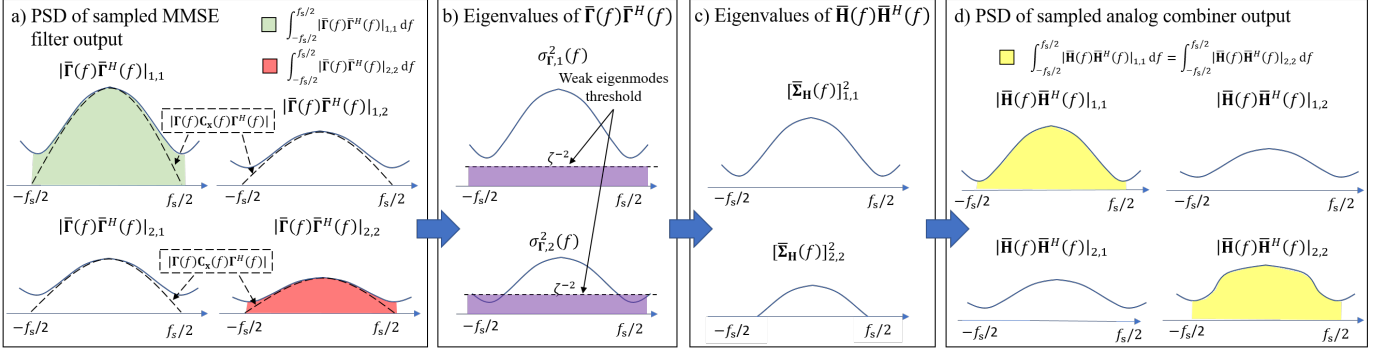 a) PSD of sampled MMSE
filter output
∫_{-f_s/2}^{f_s/2} |Γ̄(f)Γ̄^H(f)|_{1,1} df
∫_{-f_s/2}^{f_s/2} |Γ̄(f)Γ̄^H(f)|_{2,2} df
|Γ̄(f)Γ̄^H(f)|_{1,1}
|Γ̄(f)Γ̄^H(f)|_{1,2}
|Γ(f)C_x(f)Γ^H(f)|
−f_s/2
f_s/2
−f_s/2
f_s/2
|Γ̄(f)Γ̄^H(f)|_{2,1}
|Γ̄(f)Γ̄^H(f)|_{2,2}
|Γ(f)C_x(f)Γ^H(f)|
−f_s/2
f_s/2
−f_s/2
f_s/2
b) Eigenvalues of Γ̄(f)Γ̄^H(f)
σ²_{Γ̄,1}(f)
Weak eigenmodes
threshold
ζ^{−2}
−f_s/2
f_s/2
σ²_{Γ̄,2}(f)
ζ^{−2}
−f_s/2
f_s/2
c) Eigenvalues of H̄(f)H̄^H(f)
[Σ̄_H(f)]²_{1,1}
−f_s/2
f_s/2
[Σ̄_H(f)]²_{2,2}
−f_s/2
f_s/2
d) PSD of sampled analog combiner output
∫_{-f_s/2}^{f_s/2} |H̄(f)H̄^H(f)|_{1,1} df = ∫_{-f_s/2}^{f_s/2} |H̄(f)H̄^H(f)|_{2,2} df
|H̄(f)H̄^H(f)|_{1,1}
|H̄(f)H̄^H(f)|_{1,2}
−f_s/2
f_s/2
−f_s/2
f_s/2
|H̄(f)H̄^H(f)|_{2,1}
|H̄(f)H̄^H(f)|_{2,2}
−f_s/2
f_s/2
−f_s/2
f_s/2